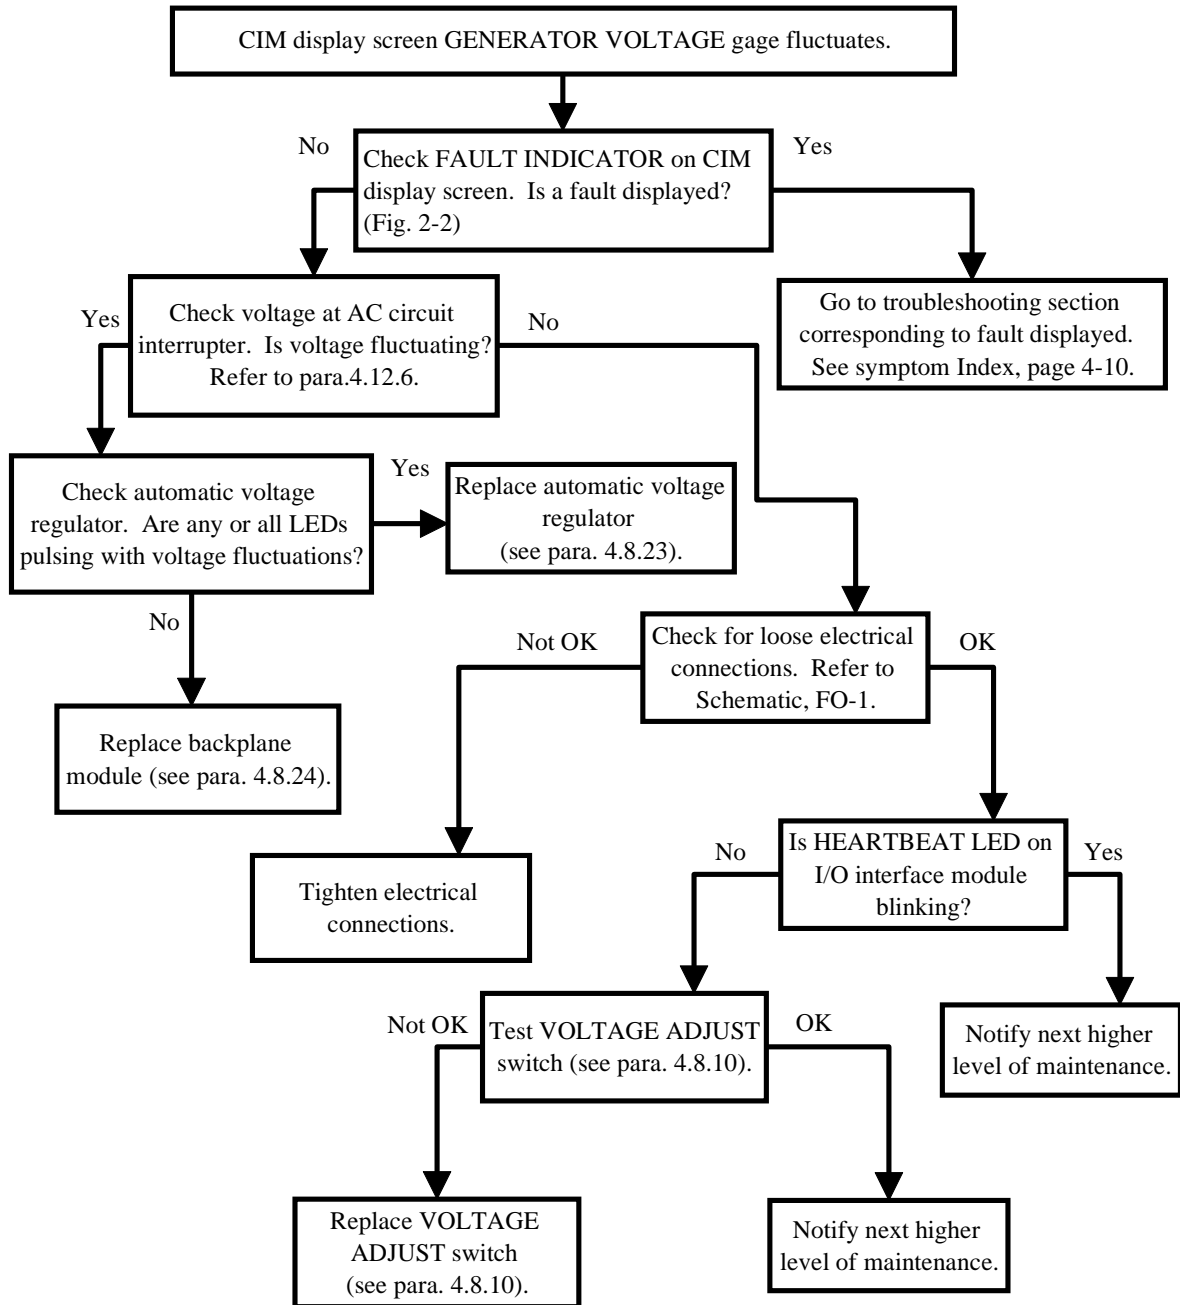 CIM display screen GENERATOR VOLTAGE gage fluctuates.
No
Yes
Check FAULT INDICATOR on CIM
display screen. Is a fault displayed?
(Fig. 2-2)
Yes
Check voltage at AC circuit
interrupter. Is voltage fluctuating?
Refer to para.4.12.6.
No
Go to troubleshooting section
corresponding to fault displayed.
See symptom Index, page 4-10.
Check automatic voltage
regulator. Are any or all LEDs
pulsing with voltage fluctuations?
Yes
Replace automatic voltage
regulator
(see para. 4.8.23).
No
Not OK
Check for loose electrical
connections. Refer to
Schematic, FO-1.
OK
Replace backplane
module (see para. 4.8.24).
Tighten electrical
connections.
No
Is HEARTBEAT LED on
I/O interface module
blinking?
Yes
Not OK
Test VOLTAGE ADJUST
switch (see para. 4.8.10).
OK
Notify next higher
level of maintenance.
Replace VOLTAGE
ADJUST switch
(see para. 4.8.10).
Notify next higher
level of maintenance.